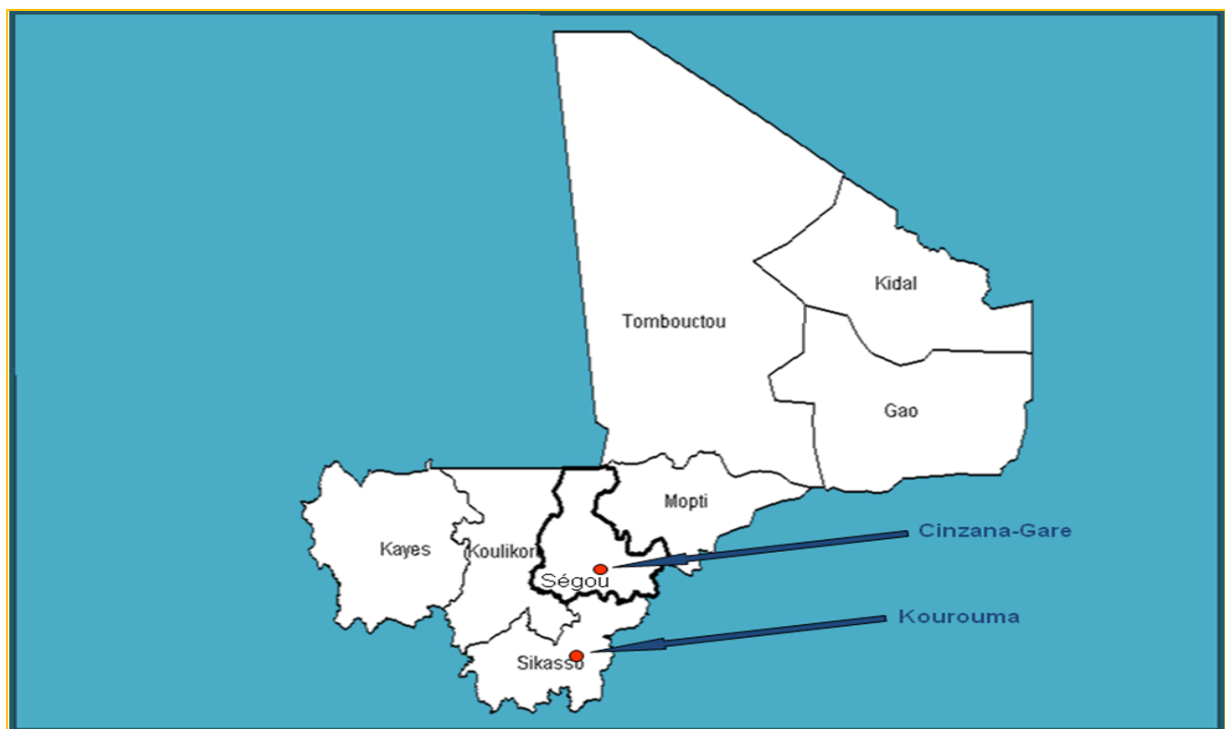 Kidal
Tombouctou
Gao
Mopti
Cinzana-Gare
Kayes
Koulikor
Ségou
Kourouma
Sikasso